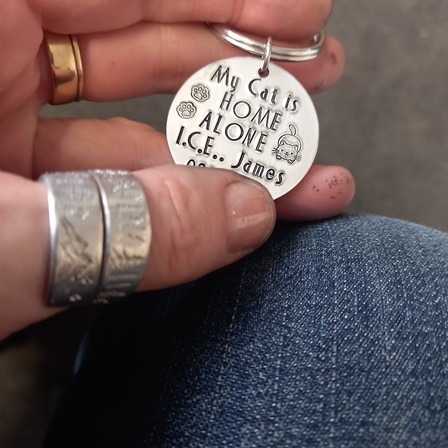 My Cat is
HOME
ALONE
I.C.E.. James